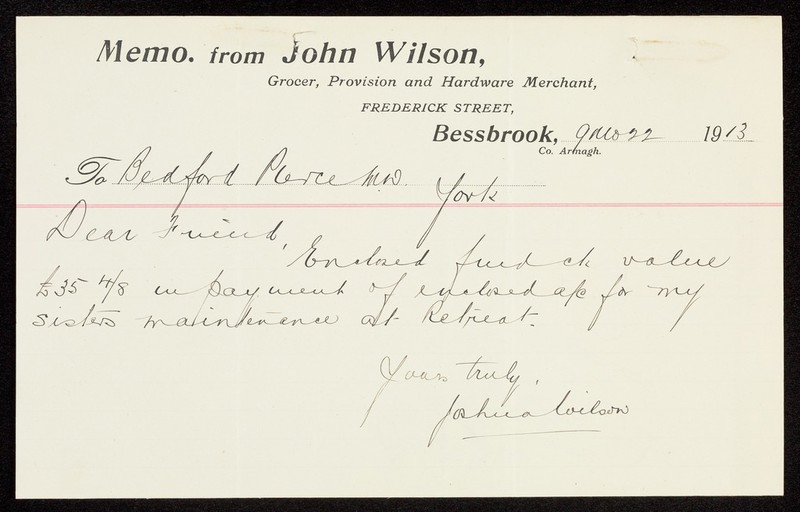 Memo. from John Wilson,
Grocer, Provision and Hardware Merchant,
FREDERICK STREET,
Bessbrook, 9 Mo 22 1913
Co. Armagh.
To Bedford Pierce M.D. York
Dear Friend,
Enclosed find ck value
£35 4/8 in payment of enclosed a/c for my
sisters maintenance at Retreat.
Yours truly,
Joshua Wilson